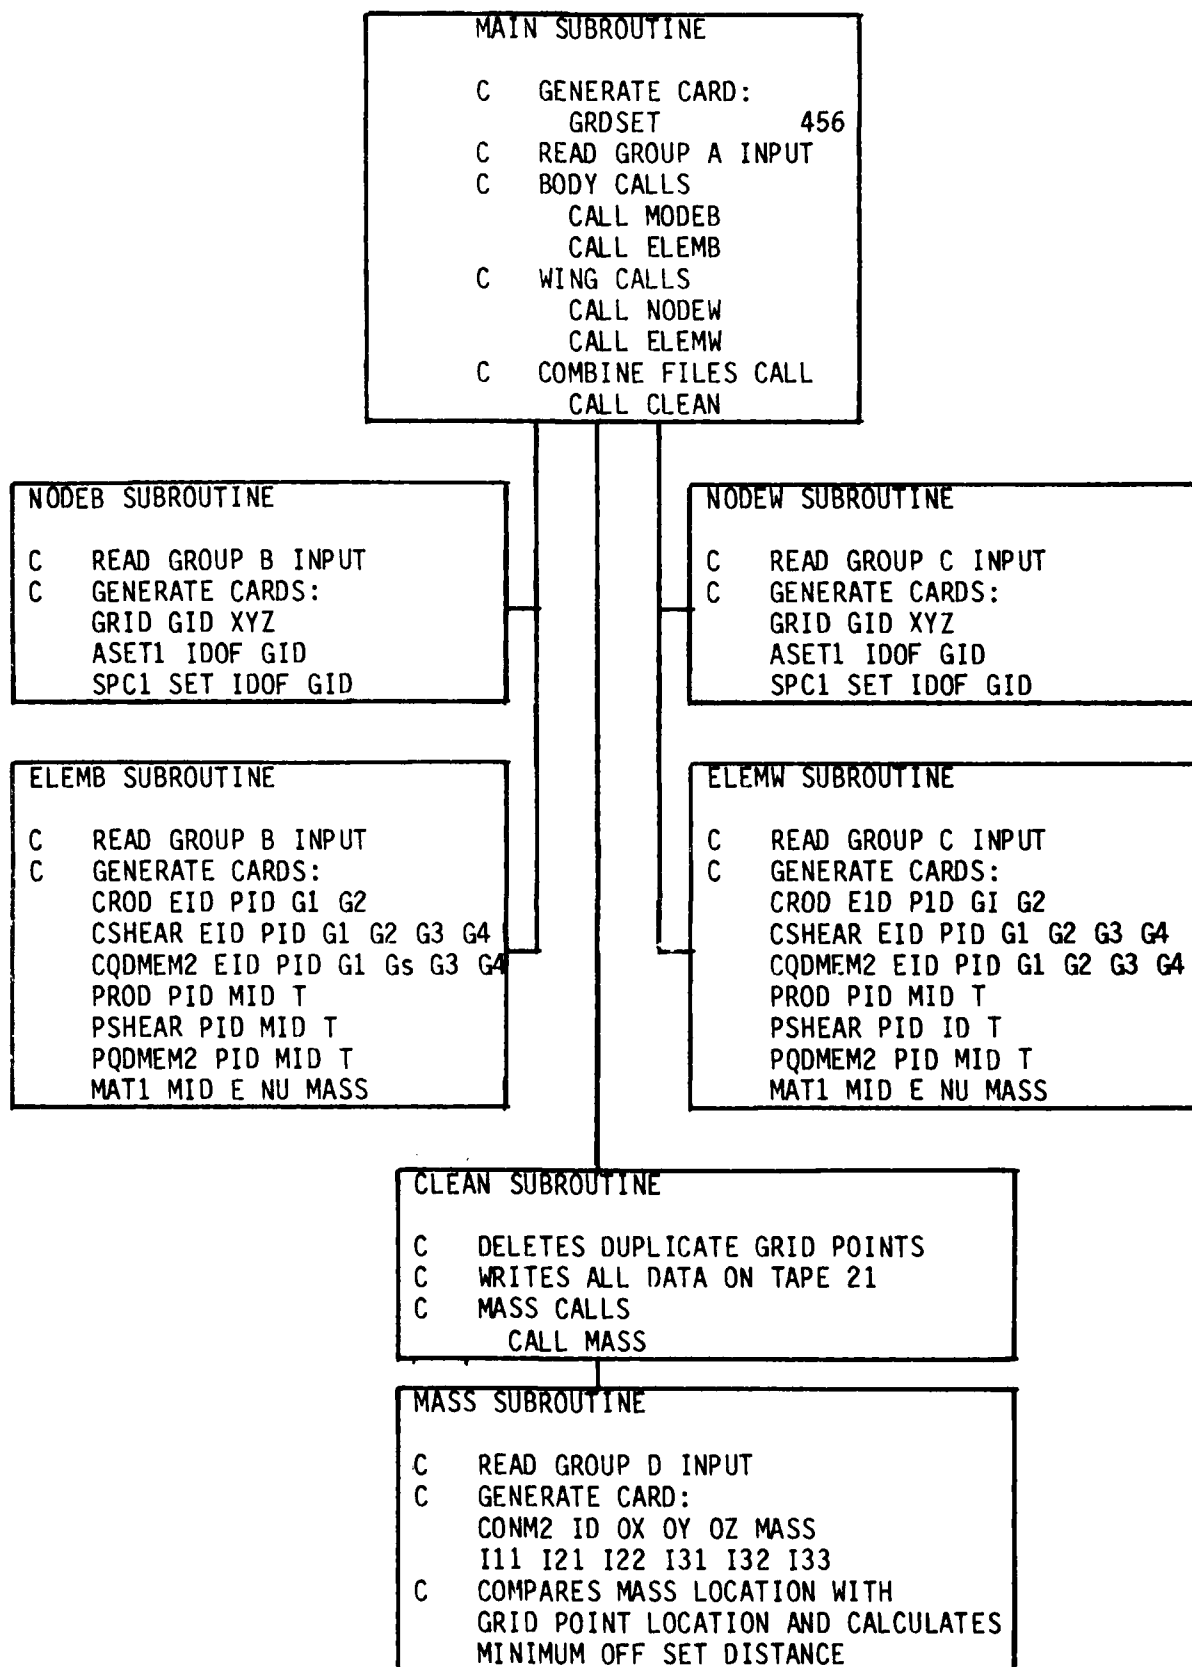 MAIN SUBROUTINE
C GENERATE CARD:
GRDSET 456
C READ GROUP A INPUT
C BODY CALLS
CALL MODEB
CALL ELEMB
C WING CALLS
CALL NODEW
CALL ELEMW
C COMBINE FILES CALL
CALL CLEAN
NODEB SUBROUTINE
C READ GROUP B INPUT
C GENERATE CARDS:
GRID GID XYZ
ASET1 IDOF GID
SPC1 SET IDOF GID
NODEW SUBROUTINE
C READ GROUP C INPUT
C GENERATE CARDS:
GRID GID XYZ
ASET1 IDOF GID
SPC1 SET IDOF GID
ELEMB SUBROUTINE
C READ GROUP B INPUT
C GENERATE CARDS:
CROD EID PID G1 G2
CSHEAR EID PID G1 G2 G3 G4
CQDMEM2 EID PID G1 Gs G3 G4
PROD PID MID T
PSHEAR PID MID T
PQDMEM2 PID MID T
MAT1 MID E NU MASS
ELEMW SUBROUTINE
C READ GROUP C INPUT
C GENERATE CARDS:
CROD E1D P1D GI G2
CSHEAR EID PID G1 G2 G3 G4
CQDMEM2 EID PID G1 G2 G3 G4
PROD PID MID T
PSHEAR PID ID T
PQDMEM2 PID MID T
MAT1 MID E NU MASS
CLEAN SUBROUTINE
C DELETES DUPLICATE GRID POINTS
C WRITES ALL DATA ON TAPE 21
C MASS CALLS
CALL MASS
MASS SUBROUTINE
C READ GROUP D INPUT
C GENERATE CARD:
CONM2 ID OX OY OZ MASS
I11 I21 I22 I31 I32 I33
C COMPARES MASS LOCATION WITH
GRID POINT LOCATION AND CALCULATES
MINIMUM OFF SET DISTANCE